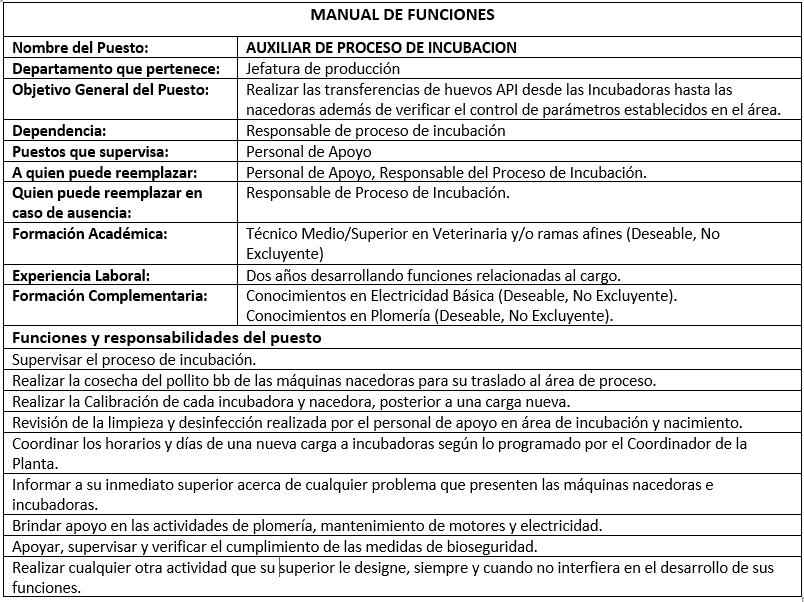 MANUAL DE FUNCIONES
Nombre del Puesto: AUXILIAR DE PROCESO DE INCUBACION
Departamento que pertenece: Jefatura de producción
Objetivo General del Puesto: Realizar las transferencias de huevos API desde las Incubadoras hasta las
nacedoras además de verificar el control de parámetros establecidos en el área.
Dependencia: Responsable de proceso de incubación
Puestos que supervisa: Personal de Apoyo
A quien puede reemplazar: Personal de Apoyo, Responsable del Proceso de Incubación.
Quien puede reemplazar en Responsable de Proceso de Incubación.
caso de ausencia:
Formación Académica: Técnico Medio/Superior en Veterinaria y/o ramas afines (Deseable, No
Excluyente)
Experiencia Laboral: Dos años desarrollando funciones relacionadas al cargo.
Formación Complementaria: Conocimientos en Electricidad Básica (Deseable, No Excluyente).
Conocimientos en Plomería (Deseable, No Excluyente).
Funciones y responsabilidades del puesto
Supervisar el proceso de incubación.
Realizar la cosecha del pollito bb de las máquinas nacedoras para su traslado al área de proceso.
Realizar la Calibración de cada incubadora y nacedora, posterior a una carga nueva.
Revisión de la limpieza y desinfección realizada por el personal de apoyo en área de incubación y nacimiento.
Coordinar los horarios y días de una nueva carga a incubadoras según lo programado por el Coordinador de la
Planta.
Informar a su inmediato superior acerca de cualquier problema que presenten las máquinas nacedoras e
incubadoras.
Brindar apoyo en las actividades de plomería, mantenimiento de motores y electricidad.
Apoyar, supervisar y verificar el cumplimiento de las medidas de bioseguridad.
Realizar cualquier otra actividad que su superior le designe, siempre y cuando no interfiera en el desarrollo de sus
funciones.